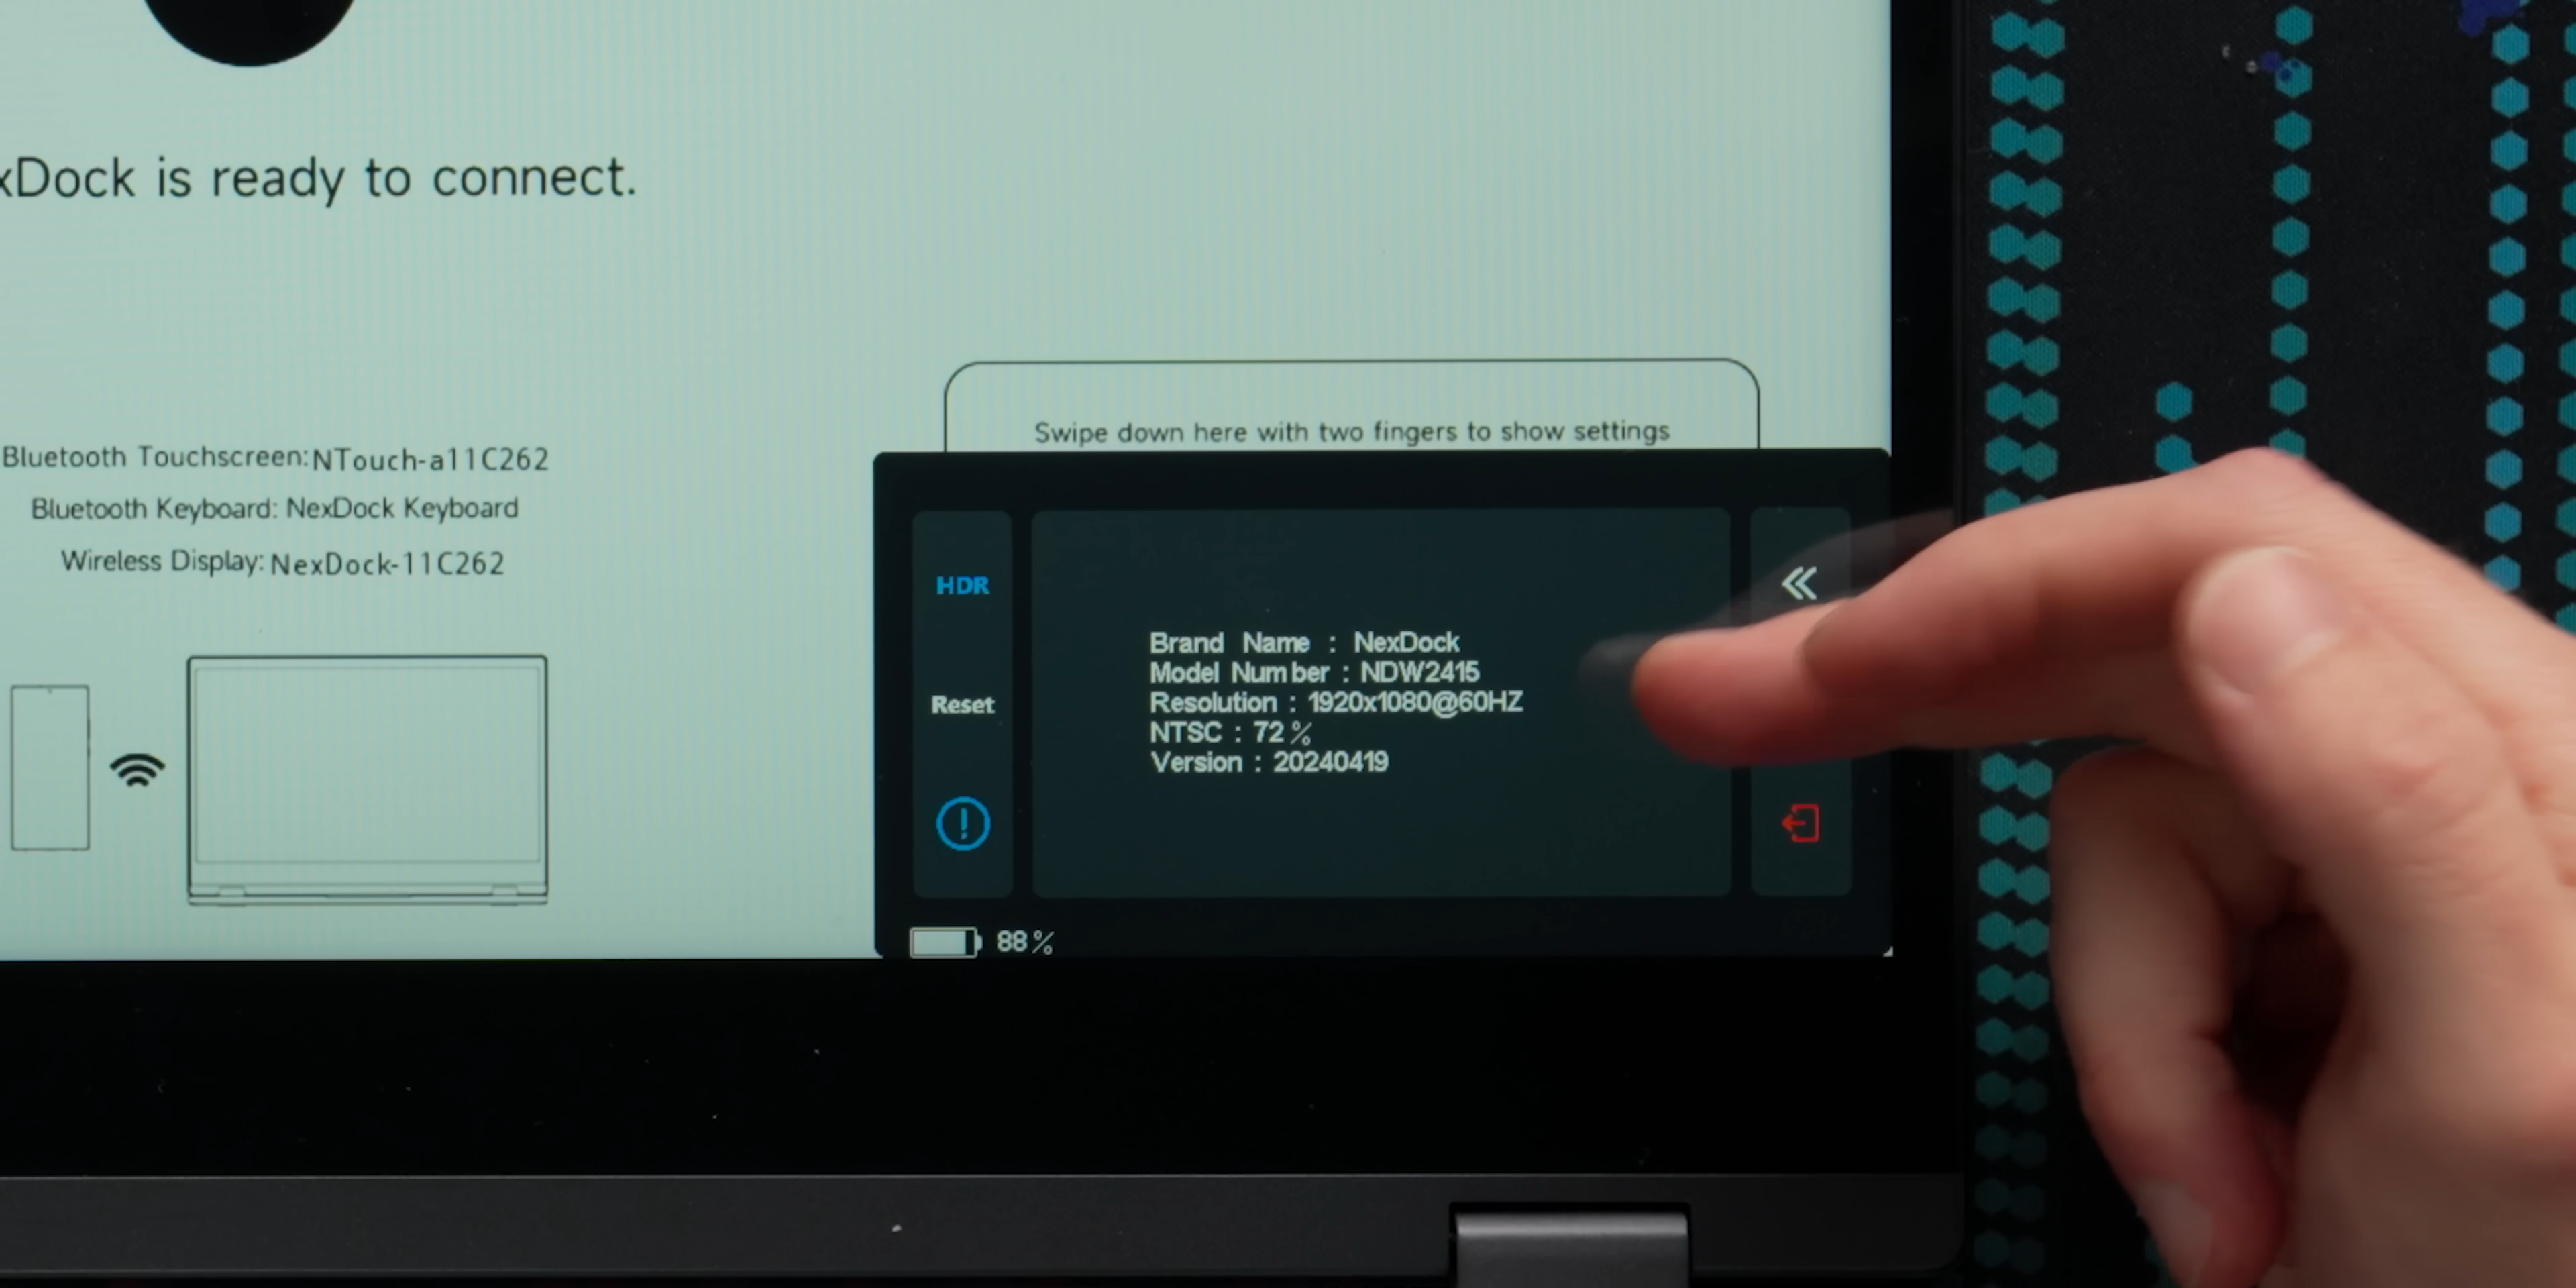 xDock is ready to connect.
Bluetooth Touchscreen: NTouch-a11C262
Bluetooth Keyboard: NexDock Keyboard
Wireless Display: NexDock-11C262
Swipe down here with two fingers to show settings
HDR
Reset
Brand Name : NexDock
Model Number : NDW2415
Resolution : 1920x1080@60HZ
NTSC : 72%
Version : 20240419
88%